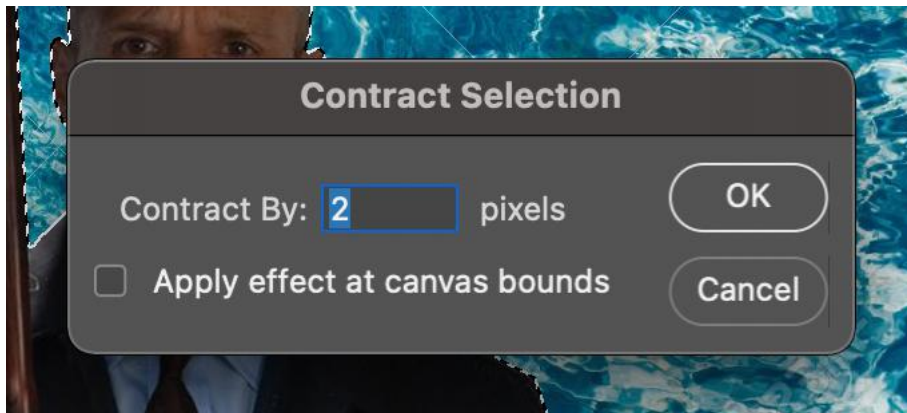 Contract Selection
Contract By: 2 pixels
OK
Apply effect at canvas bounds
Cancel